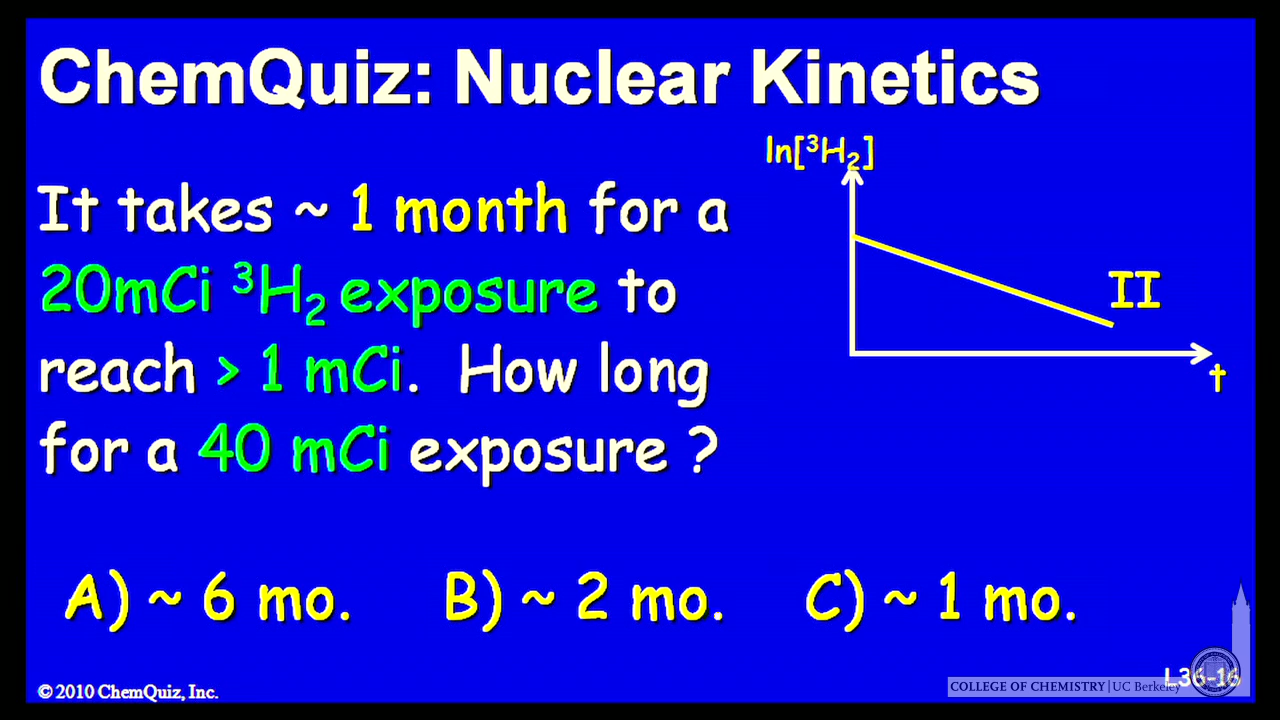 ChemQuiz: Nuclear Kinetics
ln[³H₂]
It takes ~ 1 month for a
20mCi ³H₂ exposure to
reach > 1 mCi. How long
for a 40 mCi exposure ?
II
t
A) ~ 6 mo. B) ~ 2 mo. C) ~ 1 mo.
© 2010 ChemQuiz, Inc.
L36-16
COLLEGE OF CHEMISTRY | UC Berkeley